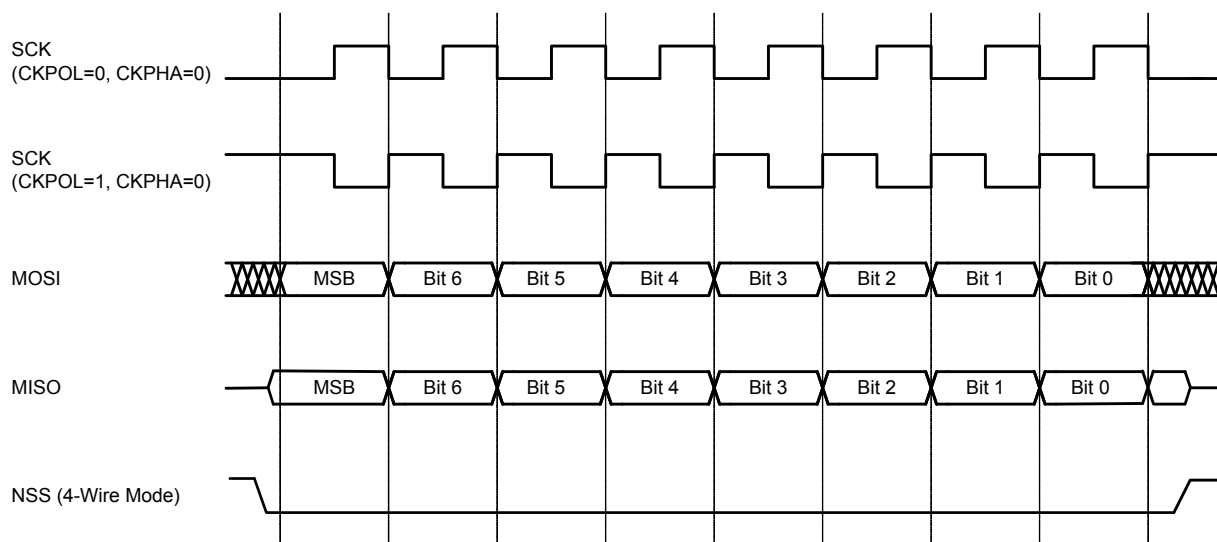 SCK
(CKPOL=0, CKPHA=0)
SCK
(CKPOL=1, CKPHA=0)
MOSI
MSB Bit 6 Bit 5 Bit 4 Bit 3 Bit 2 Bit 1 Bit 0
MISO
MSB Bit 6 Bit 5 Bit 4 Bit 3 Bit 2 Bit 1 Bit 0
NSS (4-Wire Mode)